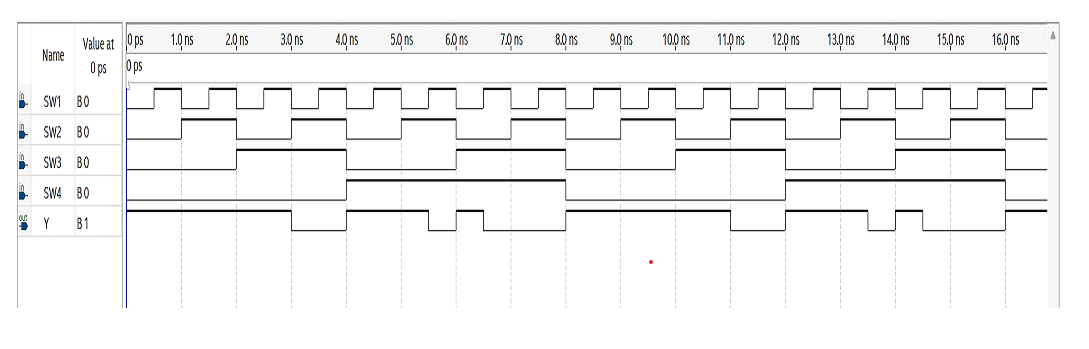 Name
Value at
0 ps
0 ps 1.0 ns 2.0 ns 3.0 ns 4.0 ns 5.0 ns 6.0 ns 7.0 ns 8.0 ns 9.0 ns 10.0 ns 11.0 ns 12.0 ns 13.0 ns 14.0 ns 15.0 ns 16.0 ns
0 ps
in SW1 B 0
in SW2 B 0
in SW3 B 0
in SW4 B 0
out Y B 1